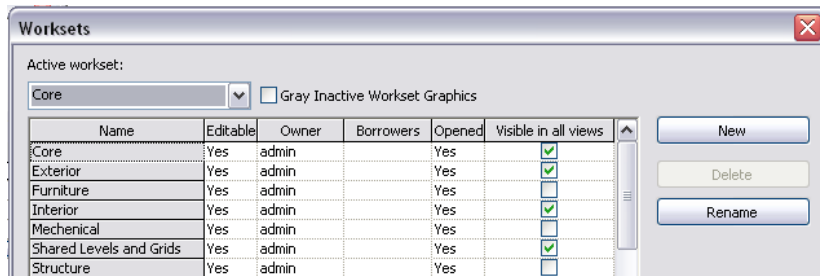 Worksets
Active workset:
Core Gray Inactive Workset Graphics
Name Editable Owner Borrowers Opened Visible in all views New
Core Yes admin Yes
Exterior Yes admin Yes Delete
Furniture Yes admin Yes
Interior Yes admin Yes Rename
Mechenical Yes admin Yes
Shared Levels and Grids Yes admin Yes
Structure Yes admin Yes